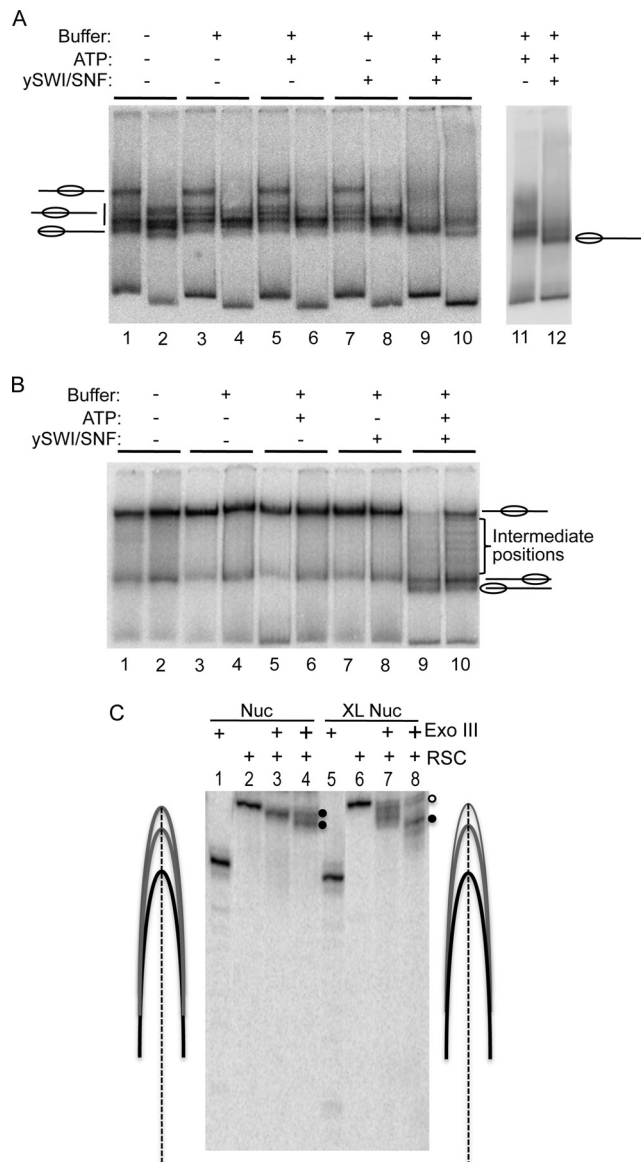 A
Buffer: - + + + + + +
ATP: - - + - + + +
ySWI/SNF: - - - + + - +
1 2 3 4 5 6 7 8 9 10 11 12
B
Buffer: - + + + +
ATP: - - + - +
ySWI/SNF: - - - + +
Intermediate
positions
1 2 3 4 5 6 7 8 9 10
C
Nuc XL Nuc
+ + + + + + Exo III
+ + + + + + RSC
1 2 3 4 5 6 7 8